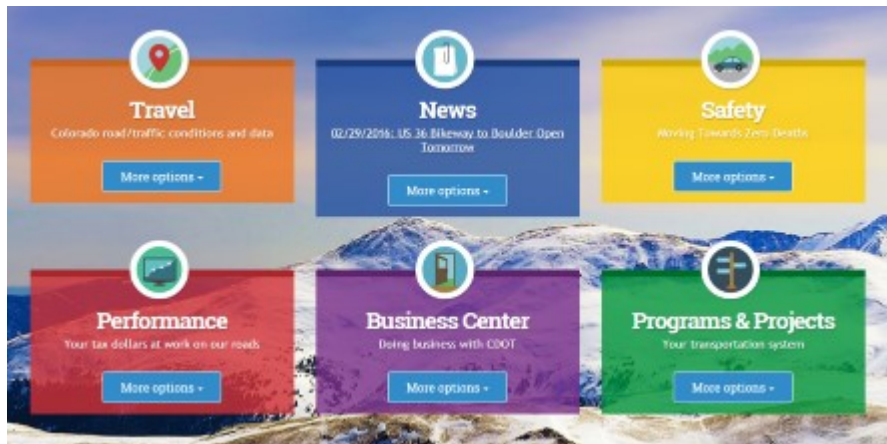 Travel
Colorado road/traffic conditions and data
More options
News
02/29/2016: US 36 Bikeway to Boulder Open
Tomorrow
More options
Safety
Moving Towards Zero Deaths
More options
Performance
Your tax dollars at work on our roads
More options
Business Center
Doing business with CDOT
More options
Programs & Projects
Your transportation system
More options